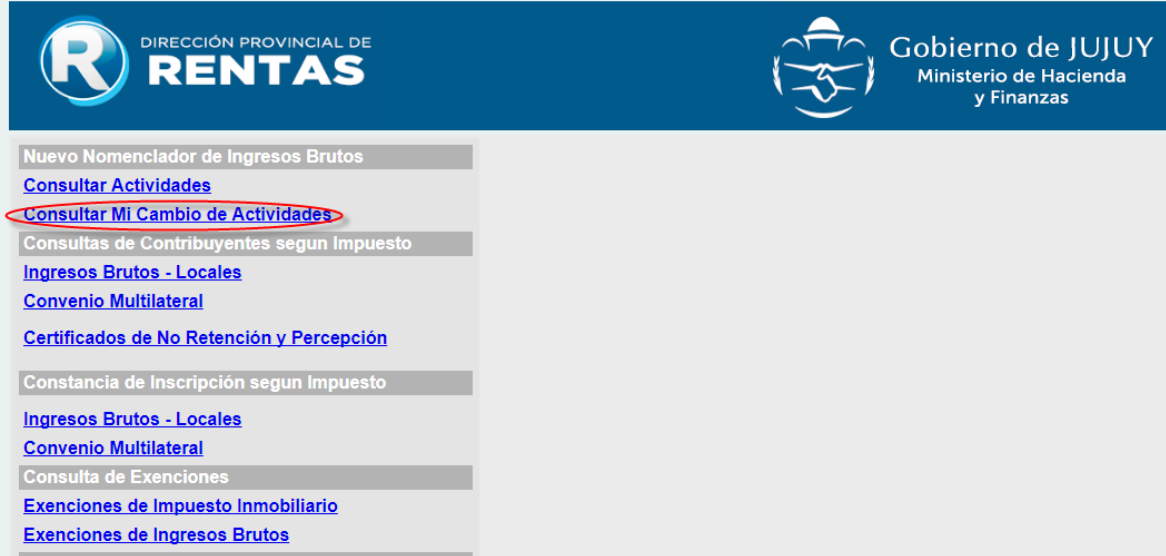 R
DIRECCIÓN PROVINCIAL DE
RENTAS
Gobierno de JUJUY
Ministerio de Hacienda
y Finanzas
Nuevo Nomenclador de Ingresos Brutos
Consultar Actividades
Consultar Mi Cambio de Actividades
Consultas de Contribuyentes segun Impuesto
Ingresos Brutos - Locales
Convenio Multilateral
Certificados de No Retención y Percepción
Constancia de Inscripción segun Impuesto
Ingresos Brutos - Locales
Convenio Multilateral
Consulta de Exenciones
Exenciones de Impuesto Inmobiliario
Exenciones de Ingresos Brutos